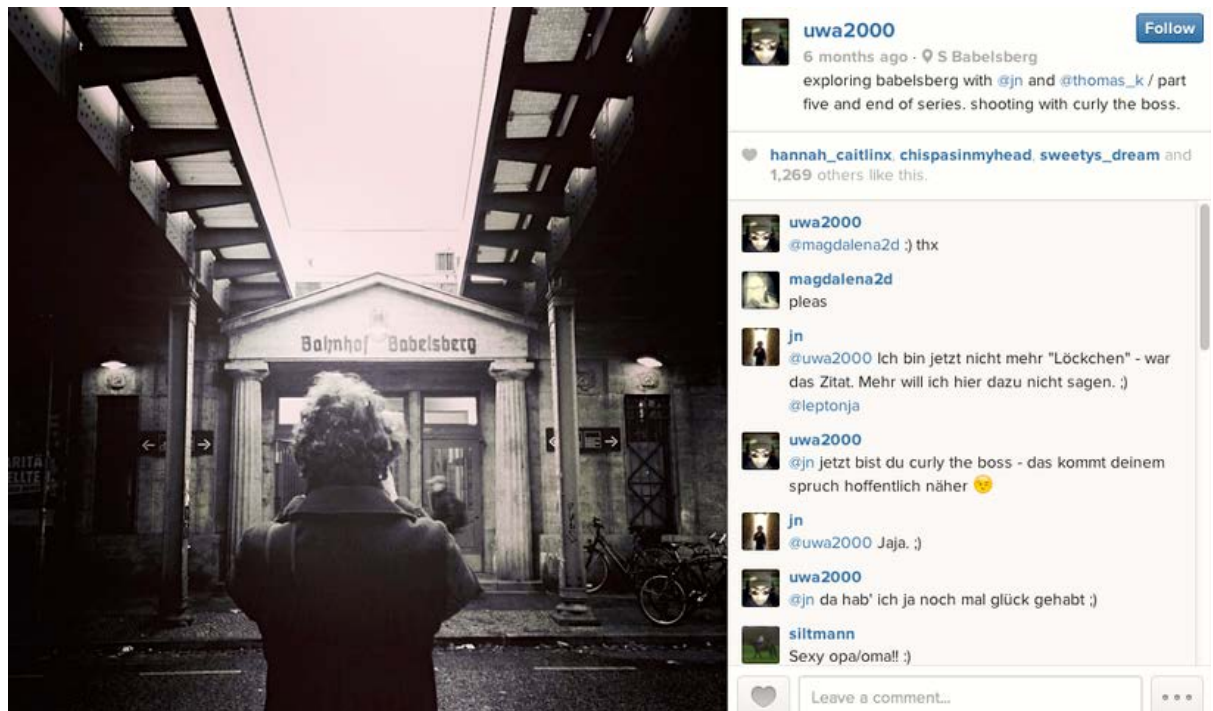 Bahnhof Babelsberg
uwa2000
Follow
6 months ago · S Babelsberg
exploring babelsberg with @jn and @thomas_k / part
five and end of series. shooting with curly the boss.
hannah_caitlinx, chispasinmyhead, sweetys_dream and
1,269 others like this.
uwa2000
@magdalena2d :) thx
magdalena2d
pleas
jn
@uwa2000 Ich bin jetzt nicht mehr "Löckchen" - war
das Zitat. Mehr will ich hier dazu nicht sagen. ;)
@leptonja
uwa2000
@jn jetzt bist du curly the boss - das kommt deinem
spruch hoffentlich näher 😏
jn
@uwa2000 Jaja. ;)
uwa2000
@jn da hab' ich ja noch mal glück gehabt ;)
siltmann
Sexy opa/oma!! :)
Leave a comment...